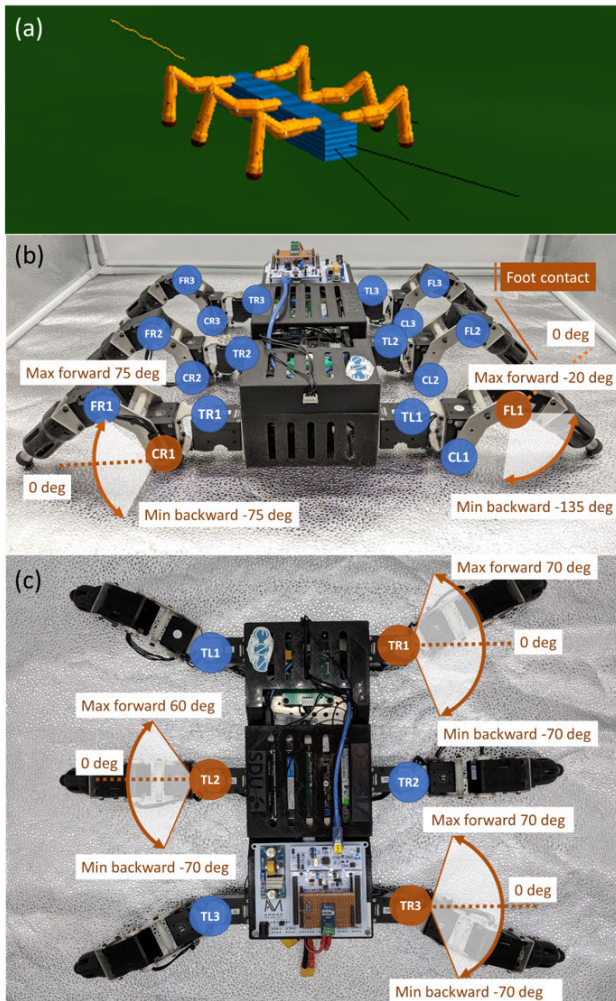 (a)
(b)
Foot contact
FR3
TL3
FL3
TR3
CR3
CL3
0 deg
FR2
TR2
TL2
FL2
Max forward 75 deg
CR2
CL2
Max forward -20 deg
FR1
TR1
TL1
FL1
CR1
CL1
0 deg
Min backward -75 deg
Min backward -135 deg
(c)
Max forward 70 deg
TL1
TR1
0 deg
Max forward 60 deg
Min backward -70 deg
0 deg
TL2
SDU
TR2
Max forward 70 deg
Min backward -70 deg
0 deg
TL3
TR3
Min backward -70 deg